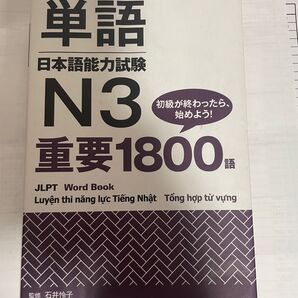 単語
日本語能力試験
N3
初級が終わったら、
始めよう!
重要1800語
JLPT Word Book
Luyện thi năng lực Tiếng Nhật Tổng hợp từ vựng
監修 石井怜子